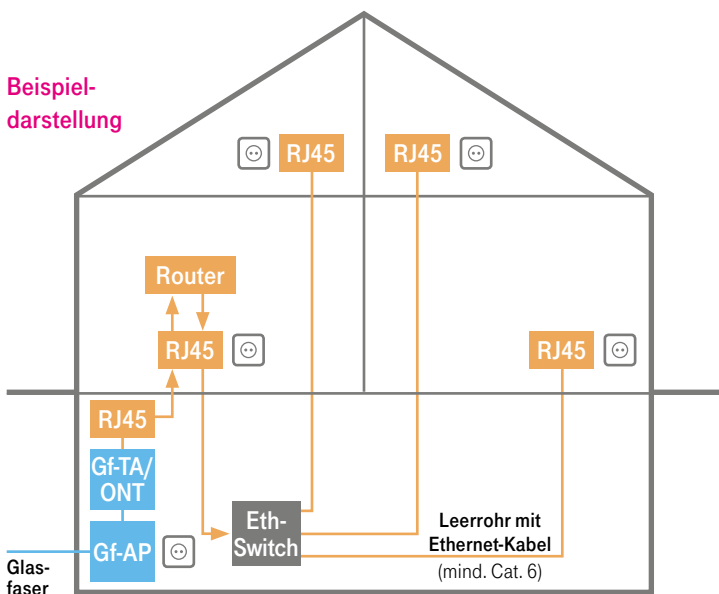 Beispiel-
darstellung
RJ45
RJ45
Router
RJ45
RJ45
RJ45
Gf-TA/
ONT
Gf-AP
Eth-
Switch
Leerrohr mit
Ethernet-Kabel
(mind. Cat. 6)
Glas-
faser